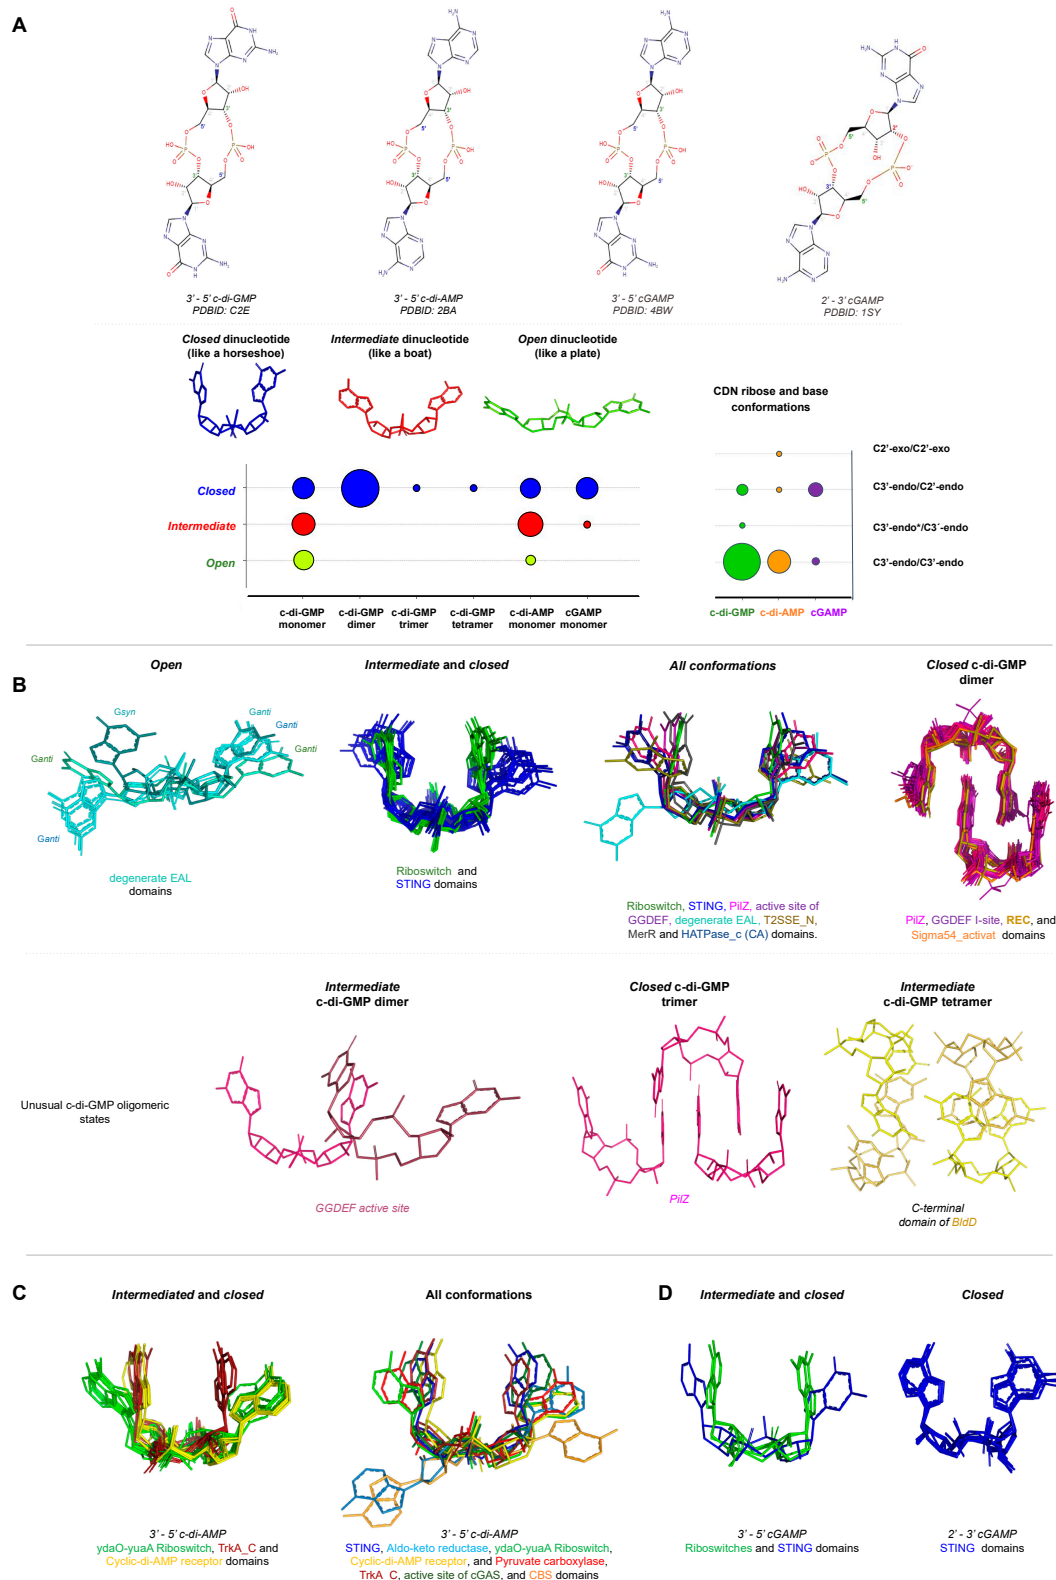 A
3' - 5' c-di-GMP
PDBID: C2E
3' - 5' c-di-AMP
PDBID: 2BA
3' - 5' cGAMP
PDBID: 4BW
2' - 3' cGAMP
PDBID: 1SY
Closed dinucleotide
(like a horseshoe)
Intermediate dinucleotide
(like a boat)
Open dinucleotide
(like a plate)
CDN ribose and base
conformations
C2'-exo/C2'-exo
Closed
C3'-endo/C2'-endo
Intermediate
C3'-endo*/C3´-endo
Open
C3'-endo/C3'-endo
c-di-GMP
monomer
c-di-GMP
dimer
c-di-GMP
trimer
c-di-GMP
tetramer
c-di-AMP
monomer
cGAMP
monomer
c-di-GMP
c-di-AMP
cGAMP
B
Open
Intermediate and closed
All conformations
Closed c-di-GMP
dimer
Gsyn
Ganti
Ganti
Ganti
Ganti
Ganti
degenerate EAL
domains
Riboswitch and
STING domains
Riboswitch, STING, PilZ, active site of
GGDEF, degenerate EAL, T2SSE_N,
MerR and HATPase_c (CA) domains.
PilZ, GGDEF I-site, REC, and
Sigma54_activat domains
Intermediate
c-di-GMP dimer
Closed c-di-GMP
trimer
Intermediate
c-di-GMP tetramer
Unusual c-di-GMP oligomeric
states
GGDEF active site
PilZ
C-terminal
domain of BldD
C
Intermediated and closed
All conformations
D
Intermediate and closed
Closed
3' - 5' c-di-AMP
ydaO-yuaA Riboswitch, TrkA_C and
Cyclic-di-AMP receptor domains
3' - 5' c-di-AMP
STING, Aldo-keto reductase, ydaO-yuaA Riboswitch,
Cyclic-di-AMP receptor, and Pyruvate carboxylase,
TrkA_C, active site of cGAS, and CBS domains
3' - 5' cGAMP
Riboswitches and STING domains
2' - 3' cGAMP
STING domains